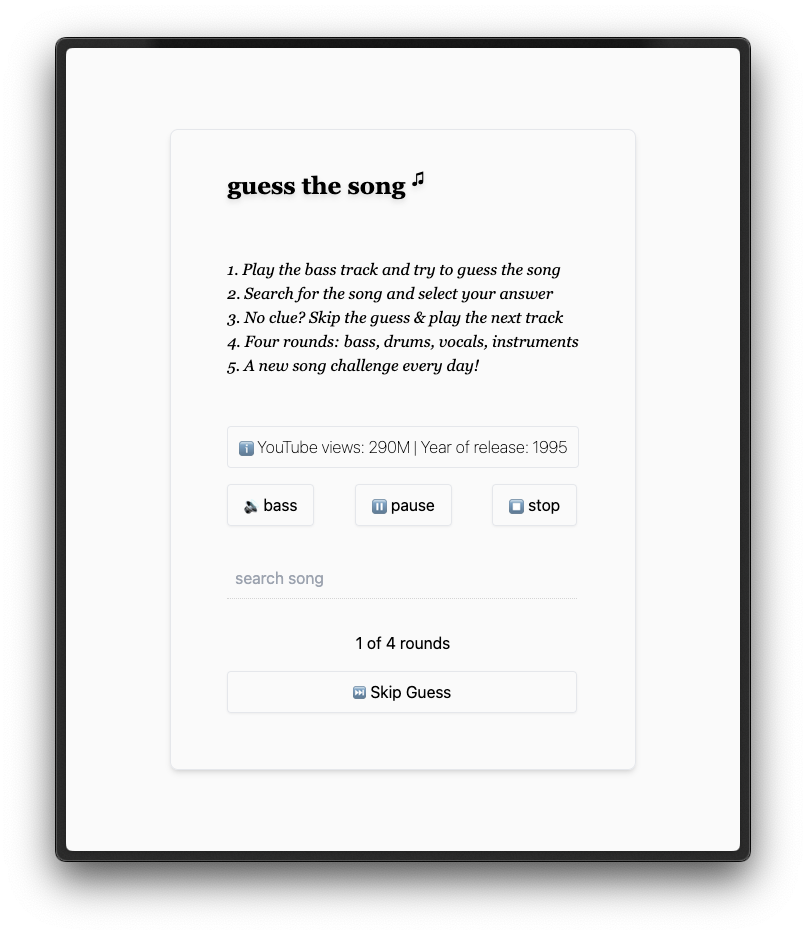 guess the song ♫
1. Play the bass track and try to guess the song
2. Search for the song and select your answer
3. No clue? Skip the guess & play the next track
4. Four rounds: bass, drums, vocals, instruments
5. A new song challenge every day!
ℹ️ YouTube views: 290M | Year of release: 1995
🔈 bass ⏸️ pause ⏹️ stop
search song
1 of 4 rounds
⏭️ Skip Guess